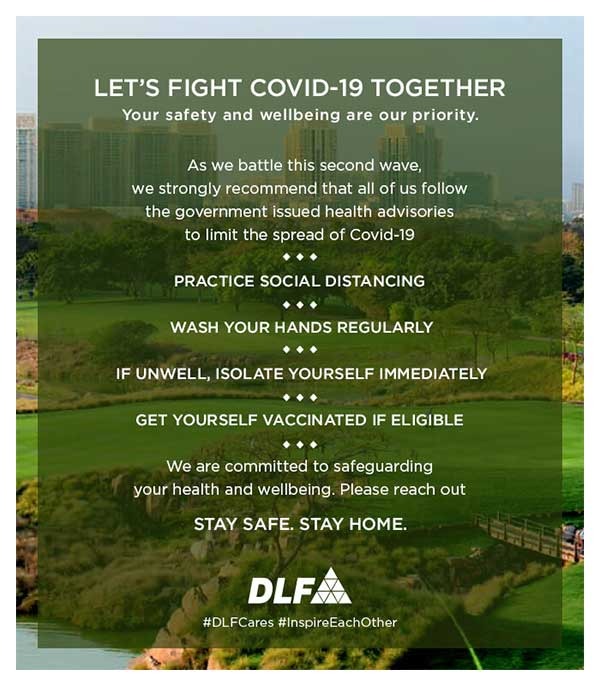 LET'S FIGHT COVID-19 TOGETHER
Your safety and wellbeing are our priority.
As we battle this second wave,
we strongly recommend that all of us follow
the government issued health advisories
to limit the spread of Covid-19
PRACTICE SOCIAL DISTANCING
WASH YOUR HANDS REGULARLY
IF UNWELL, ISOLATE YOURSELF IMMEDIATELY
GET YOURSELF VACCINATED IF ELIGIBLE
We are committed to safeguarding
your health and wellbeing. Please reach out
STAY SAFE. STAY HOME.
DLF
#DLFCares #InspireEachOther